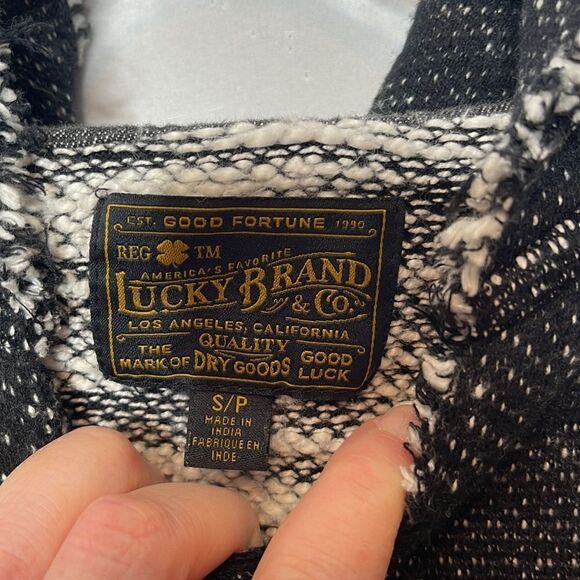 EST. GOOD FORTUNE 1990
REG TM
AMERICA'S FAVORITE
LUCKY BRAND
& CO.
LOS ANGELES, CALIFORNIA
QUALITY
THE MARK OF DRY GOODS GOOD LUCK
S/P
MADE IN
INDIA
FABRIQUE EN
INDE